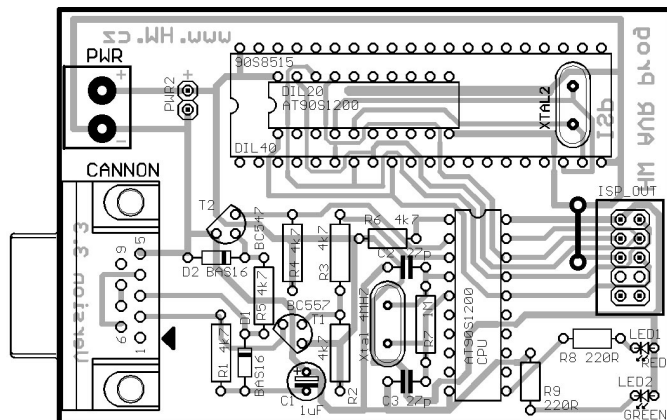 www.HW.cz
PWR
+
-
PWR2
+
90S8515
DIL20
AT90S1200
DIL40
XTAL2
ISP
HW AVR Prog
CANNON
Version 3.2
9
5
6
1
T2
BC547
D2
BAS16
R4
4k7
R3
4k7
R6
4k7
C2
27p
R5
4k7
BC557
T1
Xtal
4MHz
R7
1M
AT90S1200
CPU
ISP_OUT
R1
4k7
D1
BAS16
+
C1
1uF
4k7
R2
C3
27p
R8
220R
LED1
RED
R9
220R
LED2
GREEN